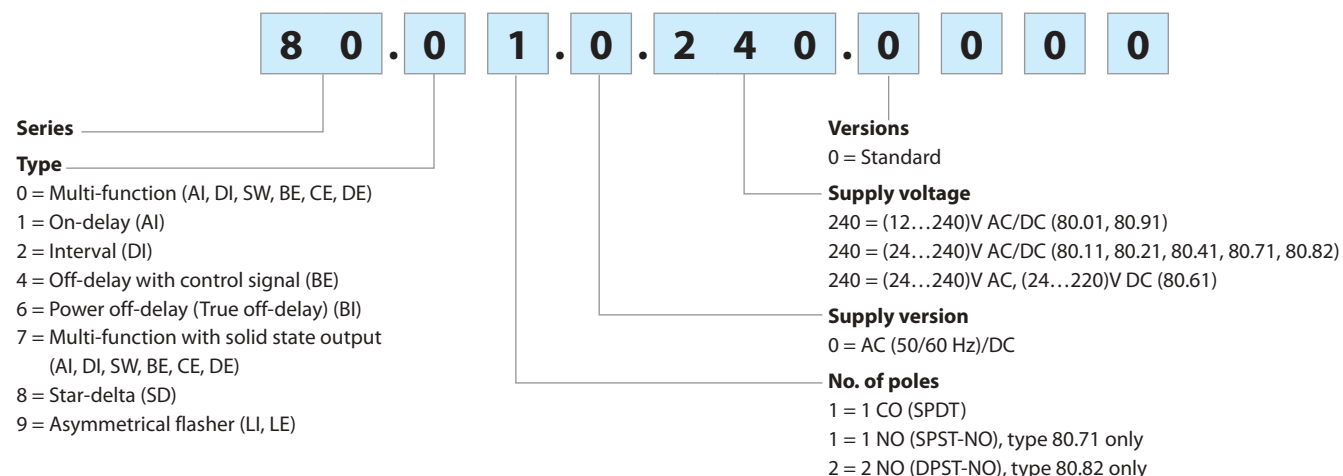 8 0 . 0 1 . 0 . 2 4 0 . 0 0 0 0
Series
Type
0 = Multi-function (AI, DI, SW, BE, CE, DE)
1 = On-delay (AI)
2 = Interval (DI)
4 = Off-delay with control signal (BE)
6 = Power off-delay (True off-delay) (BI)
7 = Multi-function with solid state output
(AI, DI, SW, BE, CE, DE)
8 = Star-delta (SD)
9 = Asymmetrical flasher (LI, LE)
Versions
0 = Standard
Supply voltage
240 = (12…240)V AC/DC (80.01, 80.91)
240 = (24…240)V AC/DC (80.11, 80.21, 80.41, 80.71, 80.82)
240 = (24…240)V AC, (24…220)V DC (80.61)
Supply version
0 = AC (50/60 Hz)/DC
No. of poles
1 = 1 CO (SPDT)
1 = 1 NO (SPST-NO), type 80.71 only
2 = 2 NO (DPST-NO), type 80.82 only